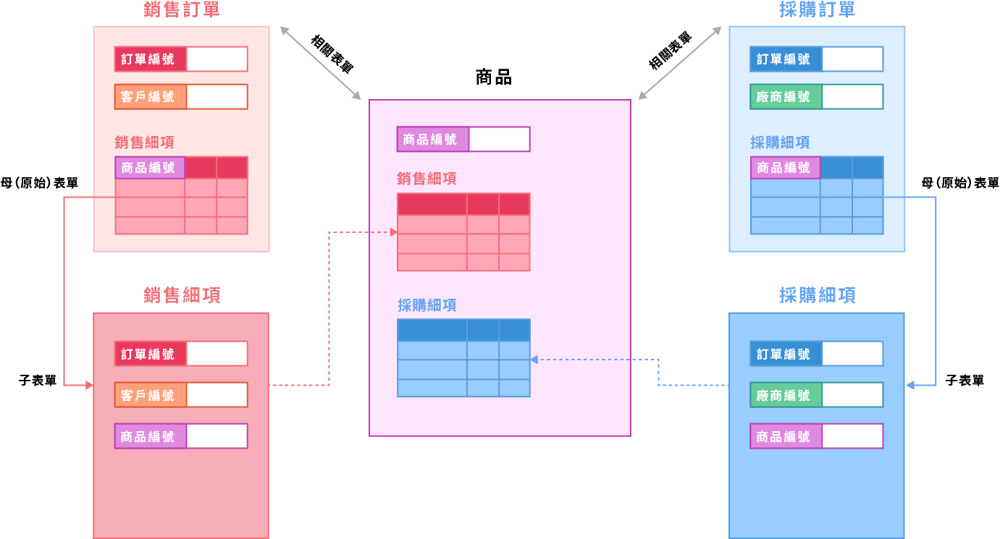 銷售訂單
訂單編號
客戶編號
銷售細項
商品編號
母(原始)表單
銷售細項
訂單編號
客戶編號
商品編號
子表單
相關表單
商品
商品編號
銷售細項
採購細項
相關表單
採購訂單
訂單編號
廠商編號
採購細項
商品編號
母(原始)表單
採購細項
訂單編號
廠商編號
商品編號
子表單